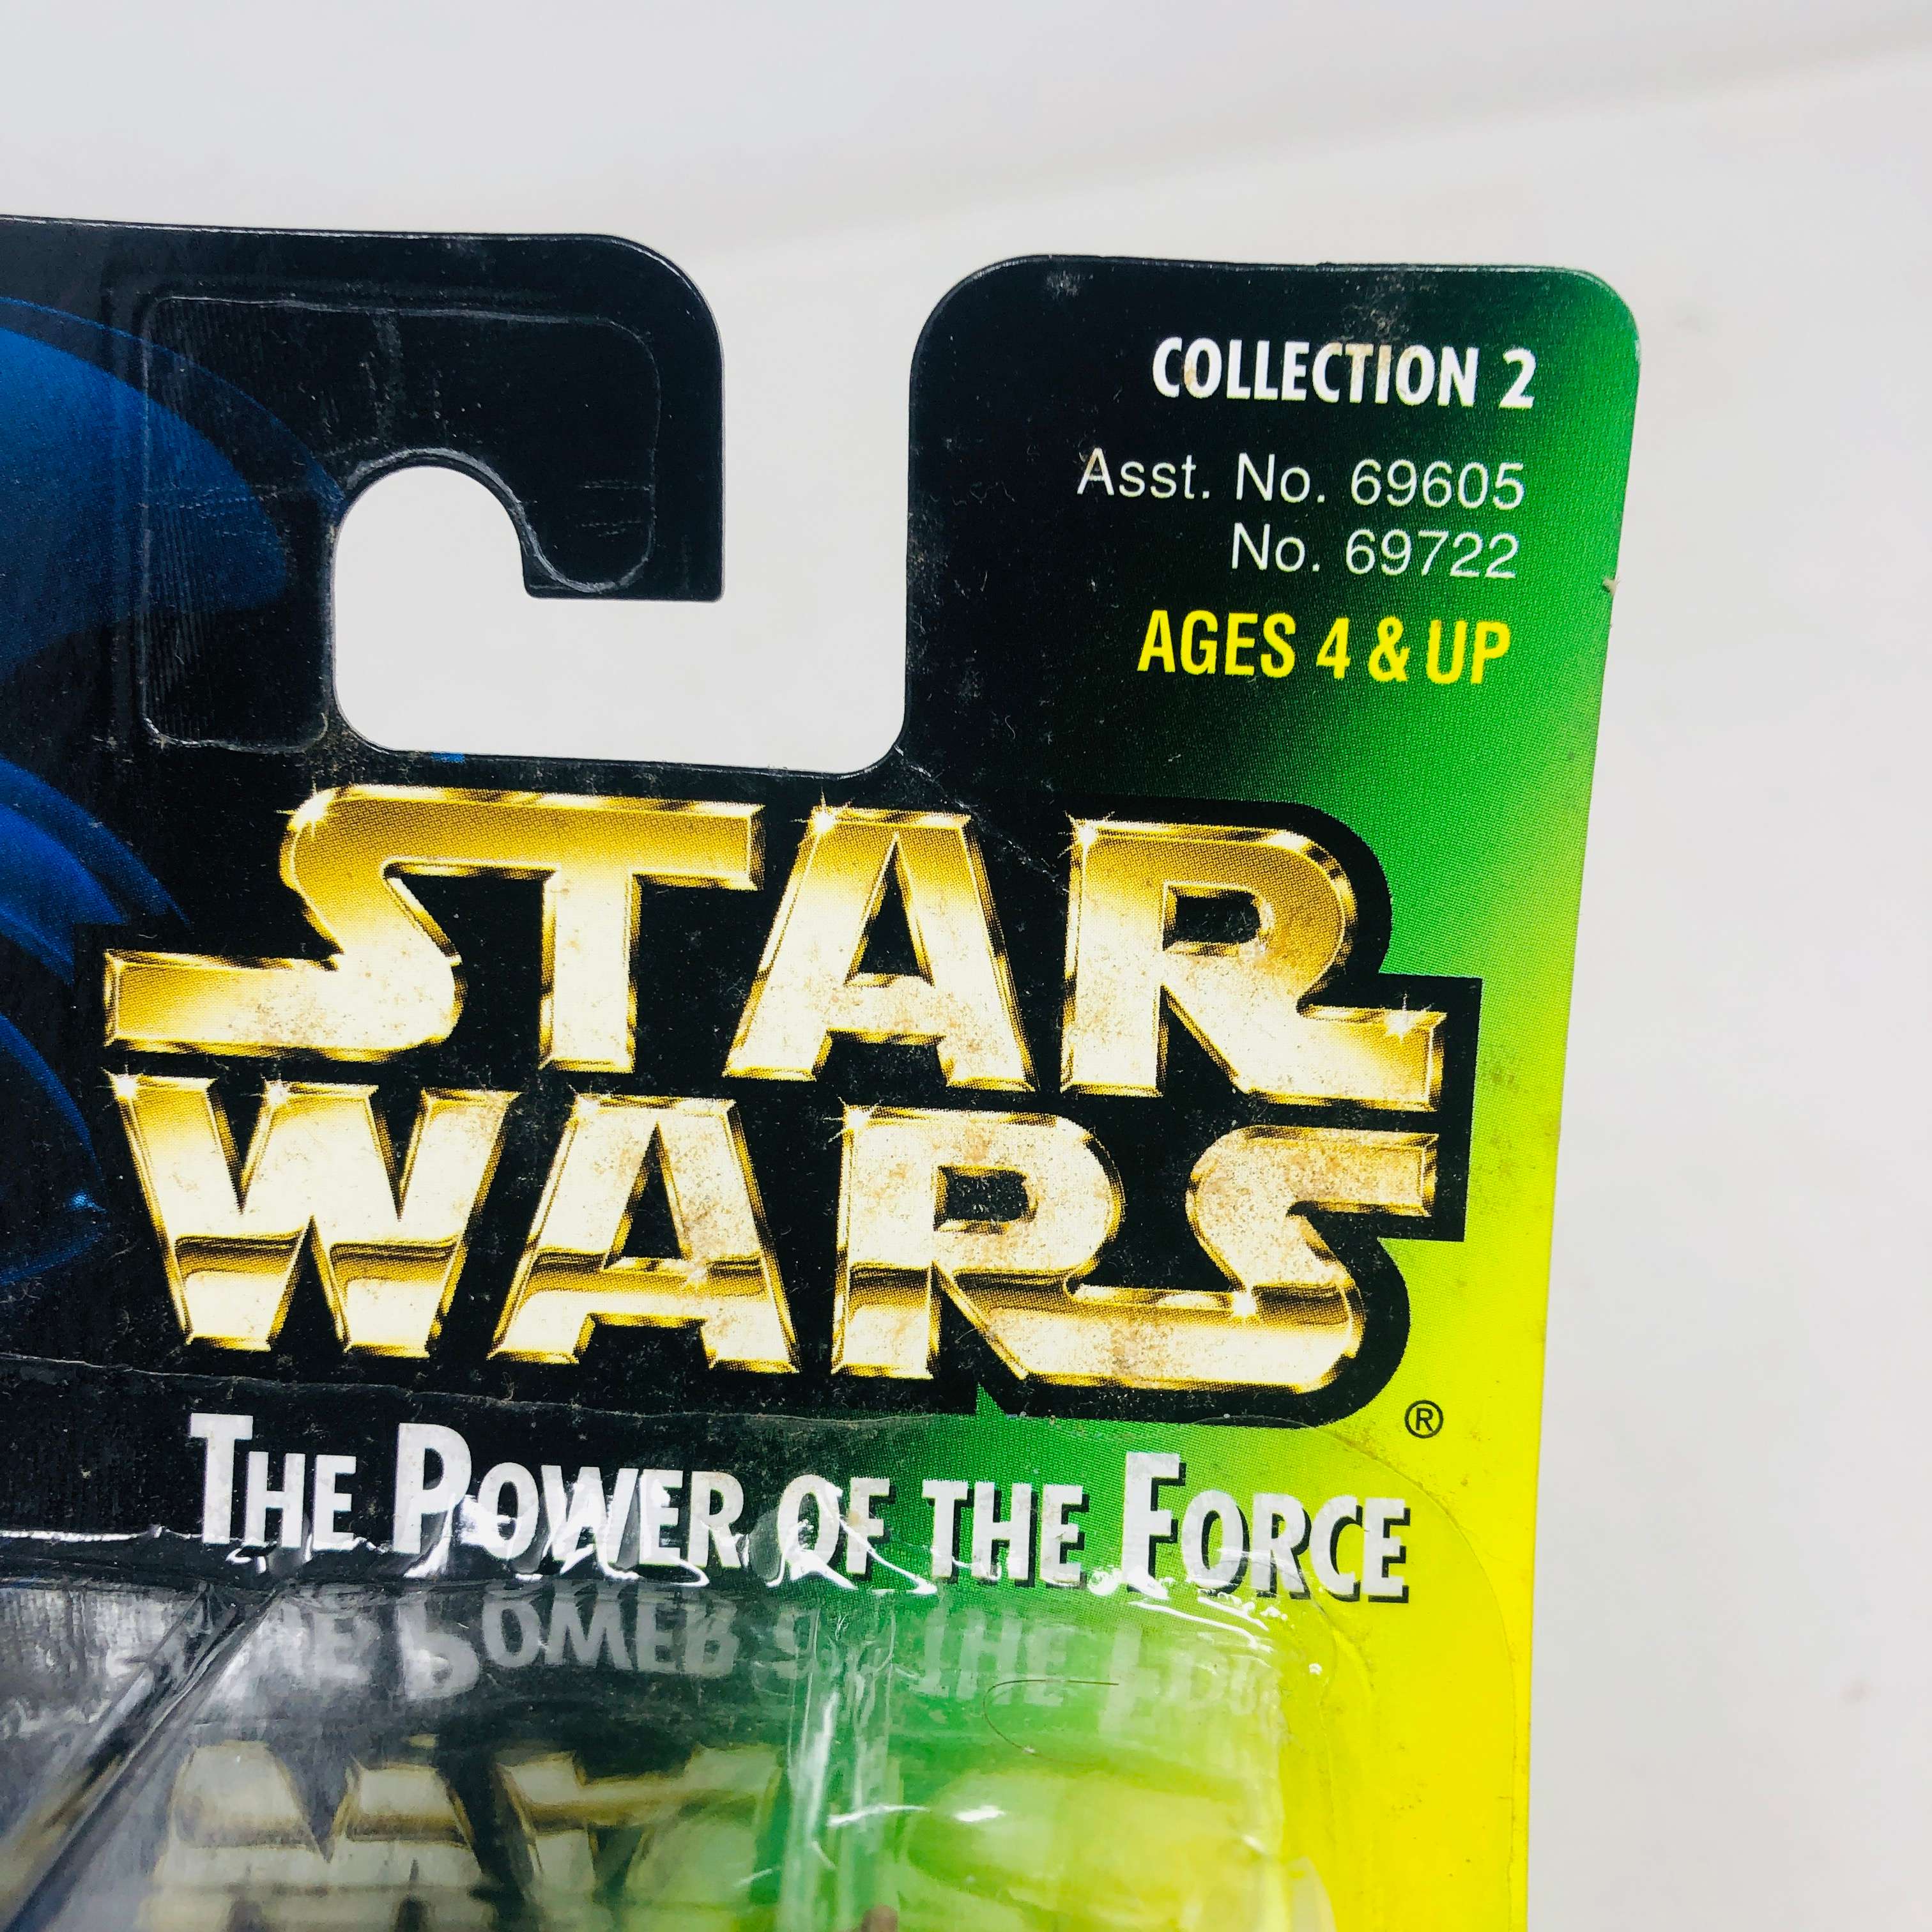 COLLECTION 2
Asst. No. 69605
No. 69722
AGES 4 & UP
STAR
WARS
®
THE POWER OF THE FORCE